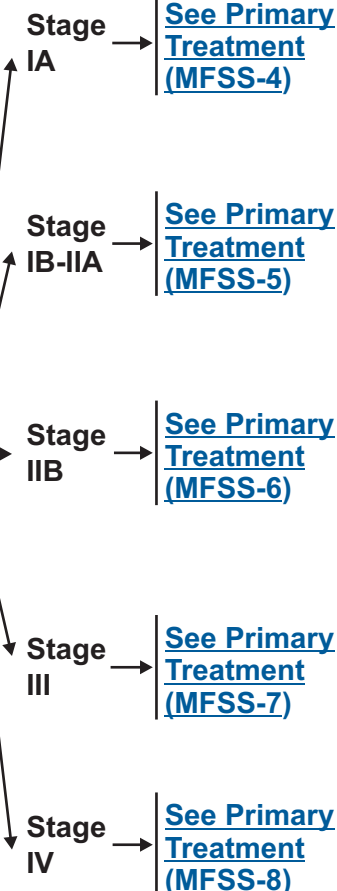 Stage
IA
See Primary
Treatment
(MFSS-4)
Stage
IB-IIA
See Primary
Treatment
(MFSS-5)
Stage
IIB
See Primary
Treatment
(MFSS-6)
Stage
III
See Primary
Treatment
(MFSS-7)
Stage
IV
See Primary
Treatment
(MFSS-8)